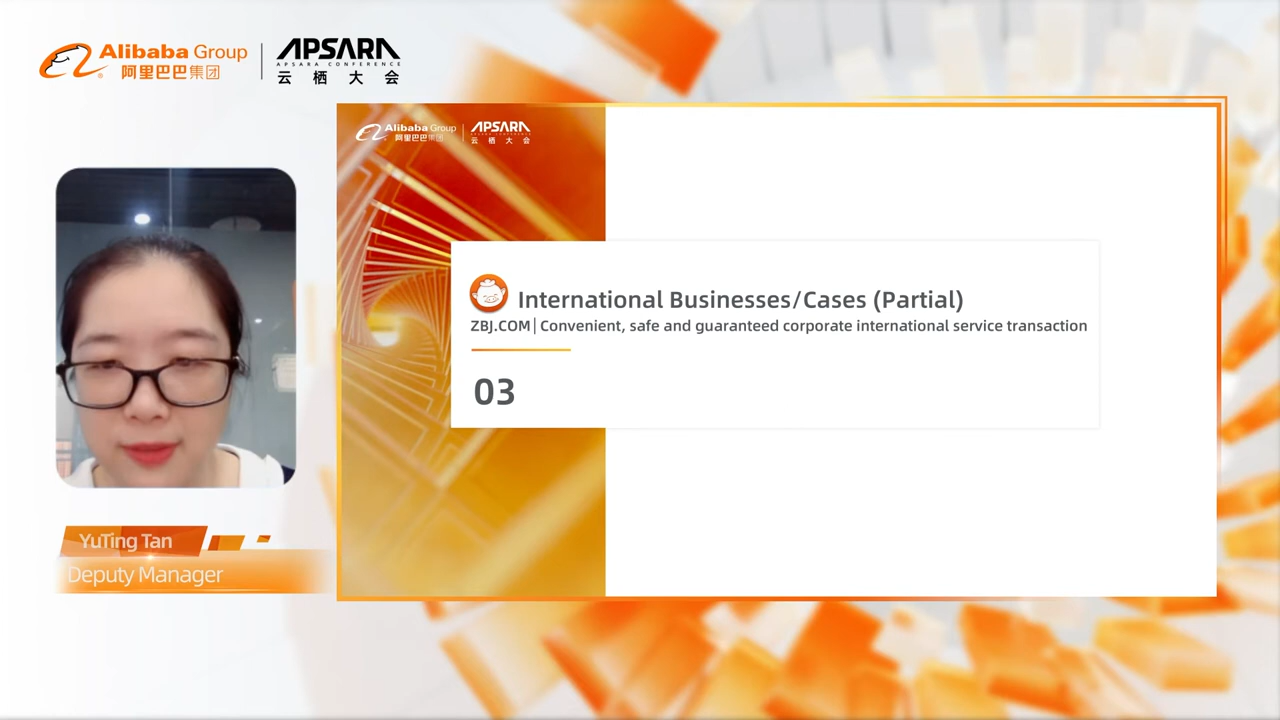 Alibaba Group
阿里巴巴集团
APSARA
APSARA CONFERENCE
云栖大会
Alibaba Group
阿里巴巴集团
APSARA
云栖大会
International Businesses/Cases (Partial)
ZBJ.COM| Convenient, safe and guaranteed corporate international service transaction
03
YuTing Tan
Deputy Manager